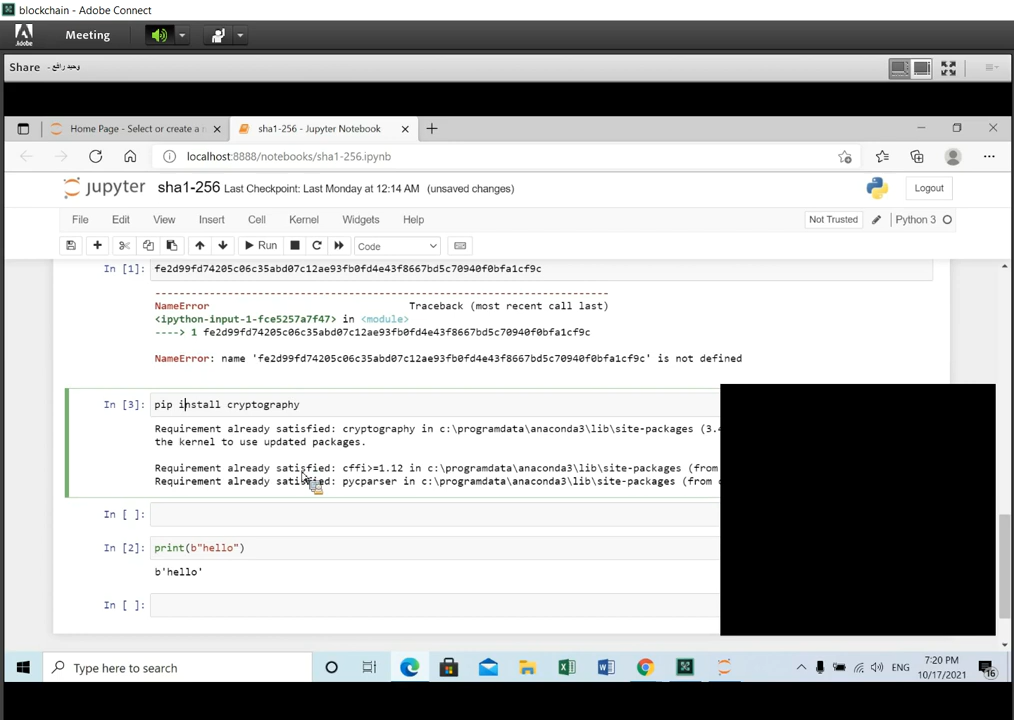 blockchain - Adobe Connect
Adobe
Meeting
Share - وحید رافع
Home Page - Select or create a n
sha1-256 - Jupyter Notebook
localhost:8888/notebooks/sha1-256.ipynb
jupyter sha1-256 Last Checkpoint: Last Monday at 12:14 AM (unsaved changes)
Logout
File Edit View Insert Cell Kernel Widgets Help
Not Trusted
Python 3
Run
Code
In [1]: fe2d99fd74205c06c35abd07c12ae93fb0fd4e43f8667bd5c70940f0bfa1cf9c
---------------------------------------------------------------------------
NameError Traceback (most recent call last)
<ipython-input-1-fce5257a7f47> in <module>
----> 1 fe2d99fd74205c06c35abd07c12ae93fb0fd4e43f8667bd5c70940f0bfa1cf9c
NameError: name 'fe2d99fd74205c06c35abd07c12ae93fb0fd4e43f8667bd5c70940f0bfa1cf9c' is not defined
In [3]: pip install cryptography
Requirement already satisfied: cryptography in c:\programdata\anaconda3\lib\site-packages (3.4
the kernel to use updated packages.
Requirement already satisfied: cffi>=1.12 in c:\programdata\anaconda3\lib\site-packages (from
Requirement already satisfied: pycparser in c:\programdata\anaconda3\lib\site-packages (from c
In [ ]:
In [2]: print(b"hello")
b'hello'
In [ ]:
Type here to search
ENG
7:20 PM
10/17/2021
16